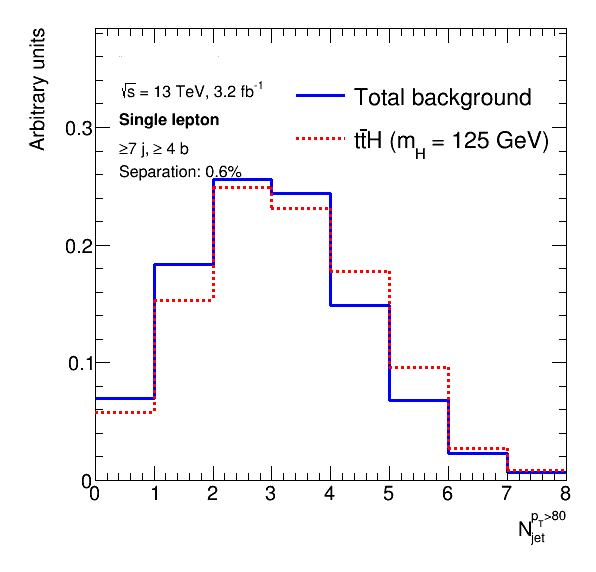 Arbitrary units
√s = 13 TeV, 3.2 fb⁻¹
Single lepton
≥7 j, ≥ 4 b
Separation: 0.6%
Total background
tt̄H (m_H = 125 GeV)
0.3
0.2
0.1
0
0 1 2 3 4 5 6 7 8
N_jet^{p_T>80}